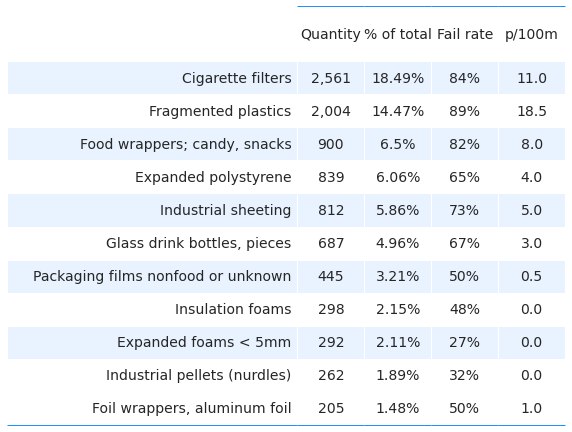 Quantity % of total Fail rate p/100m
Cigarette filters 2,561 18.49% 84% 11.0
Fragmented plastics 2,004 14.47% 89% 18.5
Food wrappers; candy, snacks 900 6.5% 82% 8.0
Expanded polystyrene 839 6.06% 65% 4.0
Industrial sheeting 812 5.86% 73% 5.0
Glass drink bottles, pieces 687 4.96% 67% 3.0
Packaging films nonfood or unknown 445 3.21% 50% 0.5
Insulation foams 298 2.15% 48% 0.0
Expanded foams < 5mm 292 2.11% 27% 0.0
Industrial pellets (nurdles) 262 1.89% 32% 0.0
Foil wrappers, aluminum foil 205 1.48% 50% 1.0